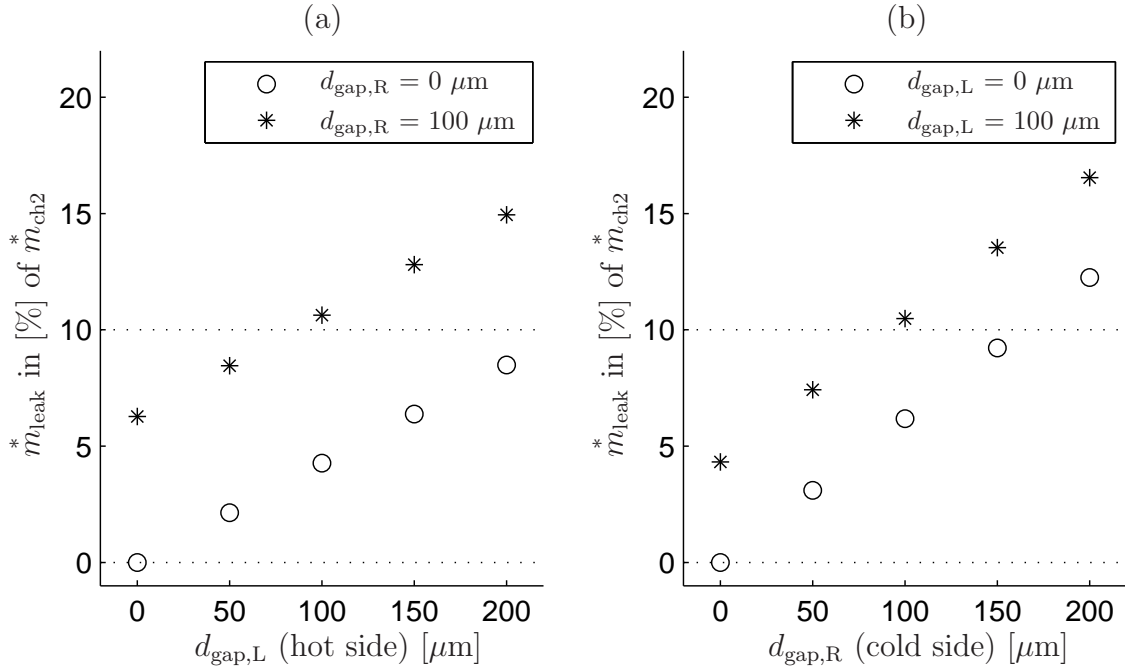 (a)
d_gap,R = 0 μm
d_gap,R = 100 μm
20
15
10
5
0
0 50 100 150 200
d_gap,L (hot side) [μm]
*m_leak in [%] of *m_ch2
(b)
d_gap,L = 0 μm
d_gap,L = 100 μm
20
15
10
5
0
0 50 100 150 200
d_gap,R (cold side) [μm]
*m_leak in [%] of *m_ch2